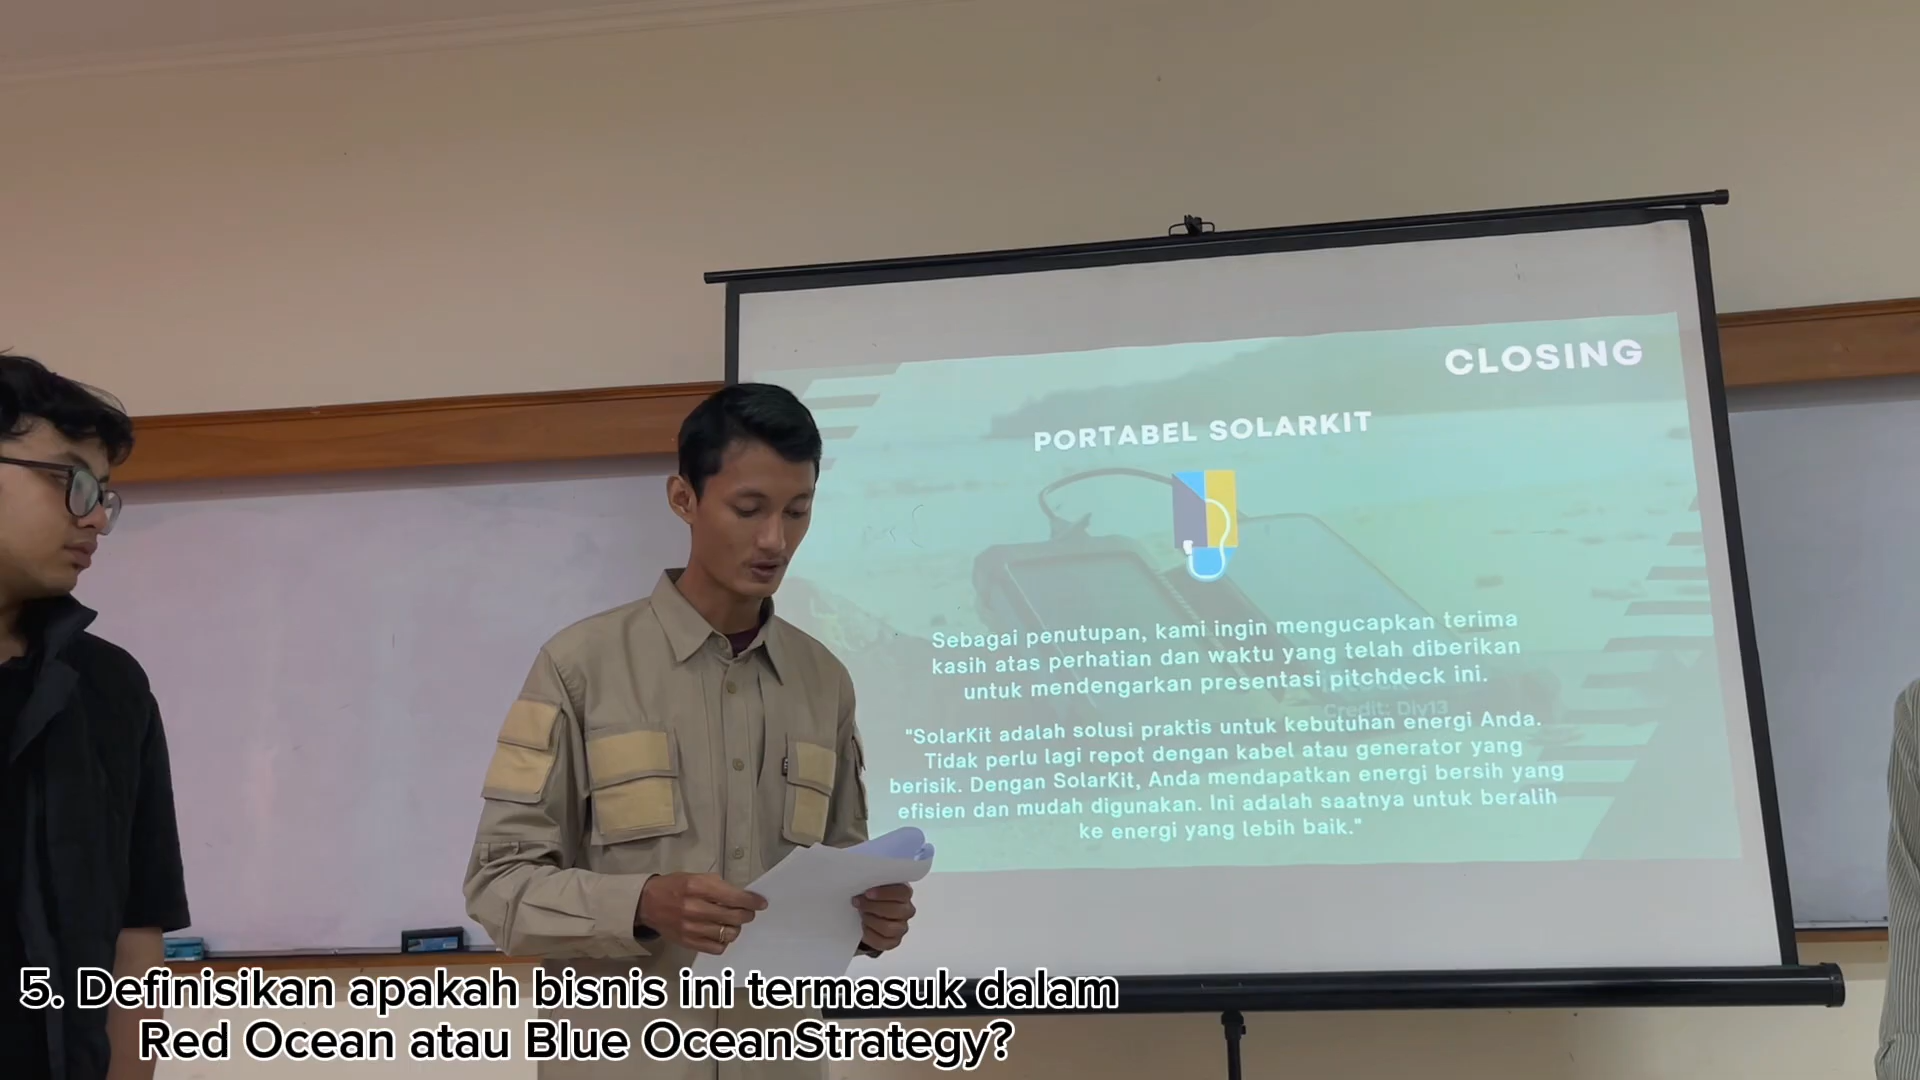 CLOSING
PORTABEL SOLARKIT
Sebagai penutupan, kami ingin mengucapkan terima
kasih atas perhatian dan waktu yang telah diberikan
untuk mendengarkan presentasi pitchdeck ini.
Credit: Div13
"SolarKit adalah solusi praktis untuk kebutuhan energi Anda.
Tidak perlu lagi repot dengan kabel atau generator yang
berisik. Dengan SolarKit, Anda mendapatkan energi bersih yang
efisien dan mudah digunakan. Ini adalah saatnya untuk beralih
ke energi yang lebih baik."
5. Definisikan apakah bisnis ini termasuk dalam
Red Ocean atau Blue OceanStrategy?